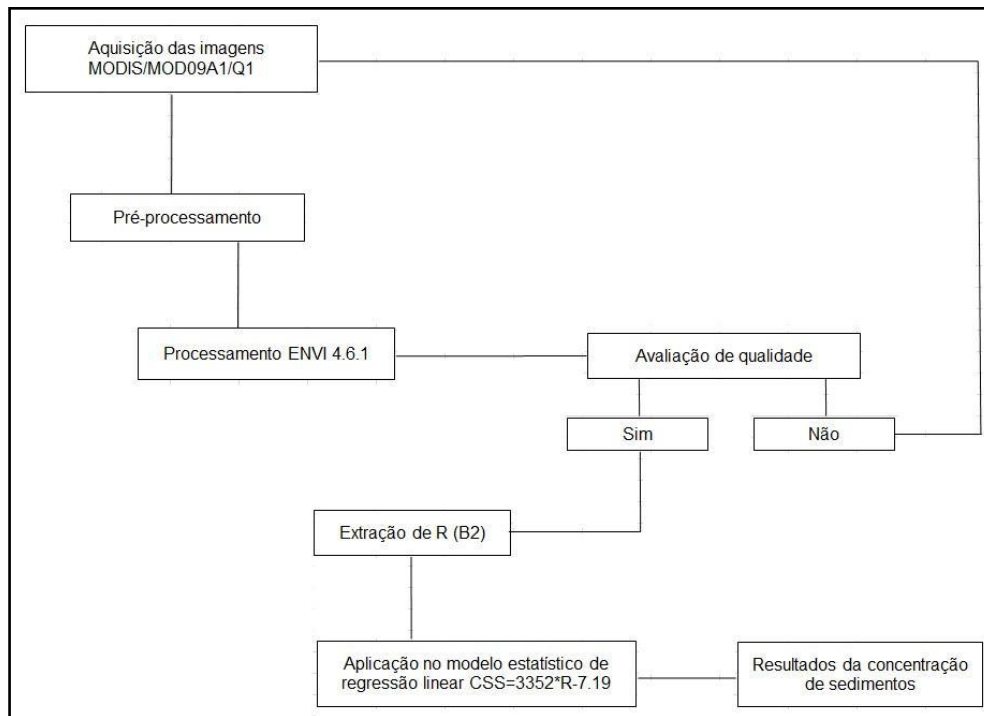 Aquisição das imagens
MODIS/MOD09A1/Q1
Pré-processamento
Processamento ENVI 4.6.1
Avaliação de qualidade
Sim
Não
Extração de R (B2)
Aplicação no modelo estatístico de
regressão linear CSS=3352*R-7.19
Resultados da concentração
de sedimentos